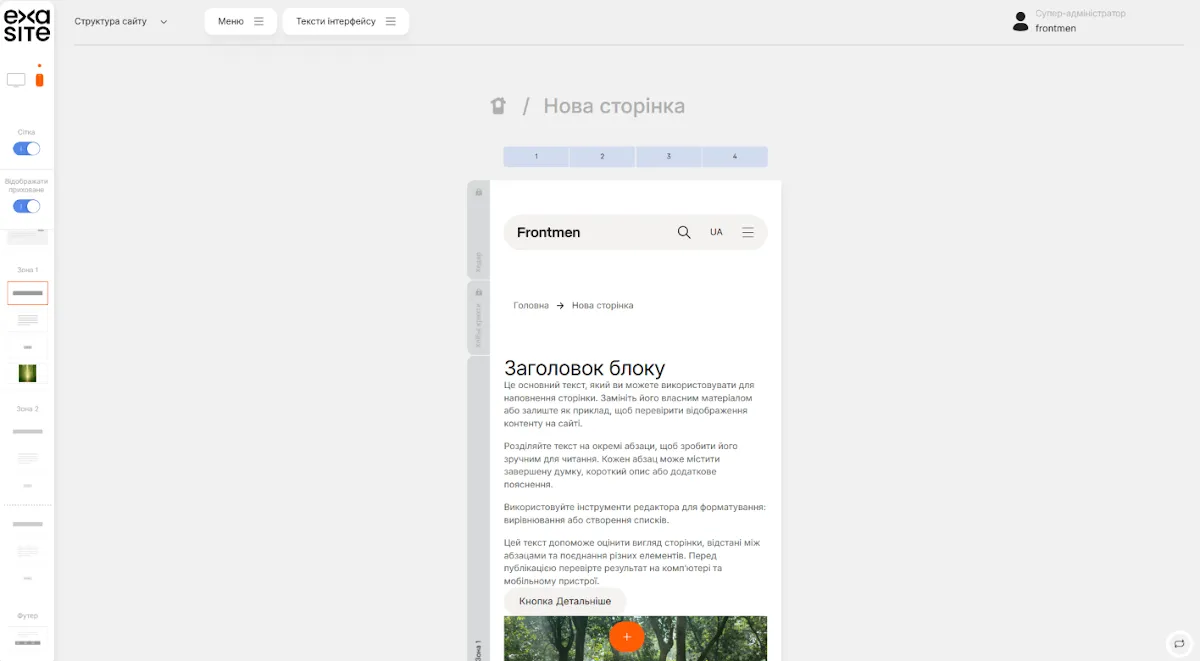 exa
SITE
Структура сайту
Меню
Тексти інтерфейсу
Супер-адміністратор
frontmen
Сітка
Відображати
приховане
Зона 1
Зона 2
Футер
/ Нова сторінка
1 2 3 4
Frontmen
UA
Головна → Нова сторінка
Заголовок блоку
Це основний текст, який ви можете використовувати для
наповнення сторінки. Замініть його власним матеріалом
або залиште як приклад, щоб перевірити відображення
контенту на сайті.
Розділяйте текст на окремі абзаци, щоб зробити його
зручним для читання. Кожен абзац може містити
завершену думку, короткий опис або додаткове
пояснення.
Використовуйте інструменти редактора для форматування:
вирівнювання або створення списків.
Цей текст допоможе оцінити вигляд сторінки, відстані між
абзацами та поєднання різних елементів. Перед
публікацією перевірте результат на комп'ютері та
мобільному пристрої.
Кнопка Детальніше
+
Зона 1